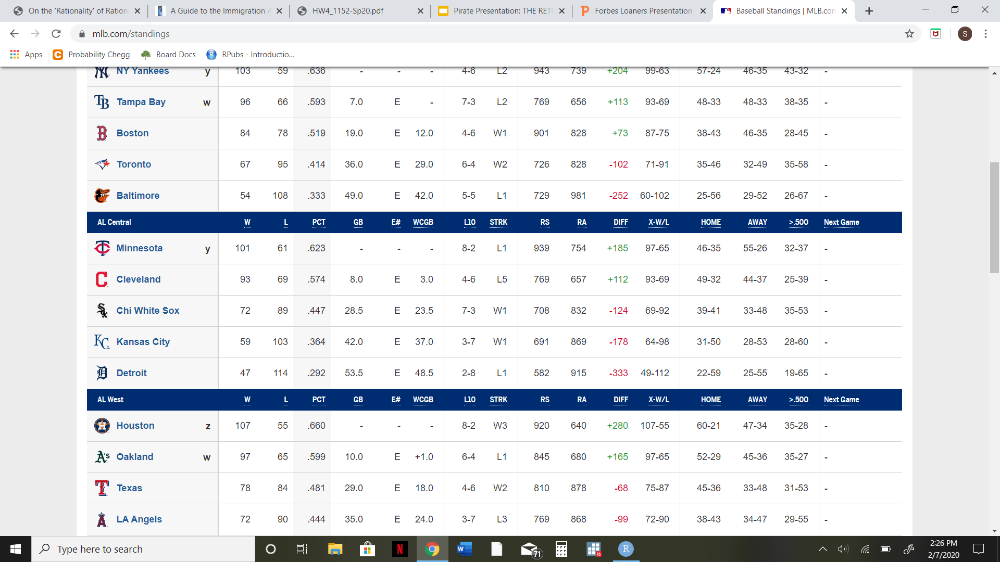 On the 'Rationality' of Ration
A Guide to the Immigration A
HW4_1152-Sp20.pdf
Pirate Presentation: THE RETU
Forbes Loaners Presentation
Baseball Standings | MLB.com
mlb.com/standings
S
Apps
Probability Chegg
Board Docs
RPubs - Introductio...
NY Yankees y 103 59 .636 - - - 4-6 L2 943 739 +204 99-63 57-24 46-35 43-32 -
Tampa Bay w 96 66 .593 7.0 E - 7-3 L2 769 656 +113 93-69 48-33 48-33 38-35 -
Boston 84 78 .519 19.0 E 12.0 4-6 W1 901 828 +73 87-75 38-43 46-35 28-45 -
Toronto 67 95 .414 36.0 E 29.0 6-4 W2 726 828 -102 71-91 35-46 32-49 35-58 -
Baltimore 54 108 .333 49.0 E 42.0 5-5 L1 729 981 -252 60-102 25-56 29-52 26-67 -
AL Central W L PCT GB E# WCGB L10 STRK RS RA DIFF X-W/L HOME AWAY >.500 Next Game
Minnesota y 101 61 .623 - - - 8-2 L1 939 754 +185 97-65 46-35 55-26 32-37 -
Cleveland 93 69 .574 8.0 E 3.0 4-6 L5 769 657 +112 93-69 49-32 44-37 25-39 -
Chi White Sox 72 89 .447 28.5 E 23.5 7-3 W1 708 832 -124 69-92 39-41 33-48 35-53 -
Kansas City 59 103 .364 42.0 E 37.0 3-7 W1 691 869 -178 64-98 31-50 28-53 28-60 -
Detroit 47 114 .292 53.5 E 48.5 2-8 L1 582 915 -333 49-112 22-59 25-55 19-65 -
AL West W L PCT GB E# WCGB L10 STRK RS RA DIFF X-W/L HOME AWAY >.500 Next Game
Houston z 107 55 .660 - - - 8-2 W3 920 640 +280 107-55 60-21 47-34 35-28 -
Oakland w 97 65 .599 10.0 E +1.0 6-4 L1 845 680 +165 97-65 52-29 45-36 35-27 -
Texas 78 84 .481 29.0 E 18.0 4-6 W2 810 878 -68 75-87 45-36 33-48 31-53 -
LA Angels 72 90 .444 35.0 E 24.0 3-7 L3 769 868 -99 72-90 38-43 34-47 29-55 -
Type here to search
71
16
2:26 PM
2/7/2020